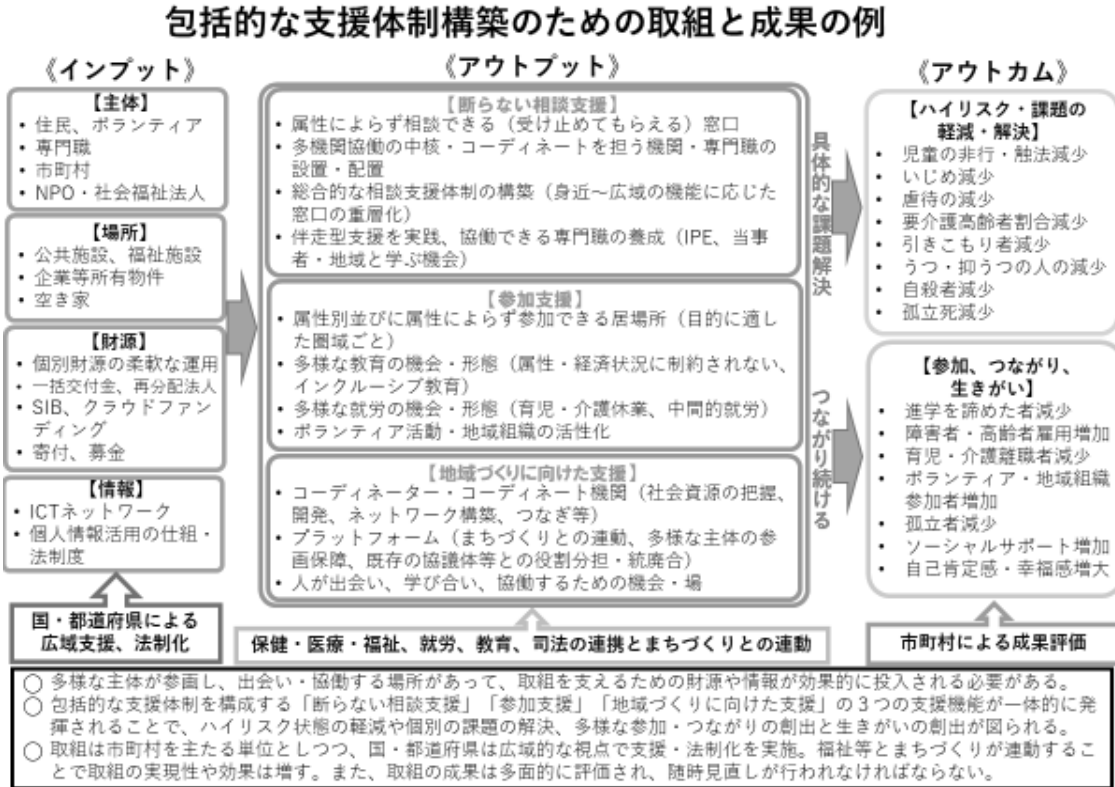 包括的な支援体制構築のための取組と成果の例
《インプット》
【主体】
• 住民、ボランティア
• 専門職
• 市町村
• NPO・社会福祉法人
【場所】
• 公共施設、福祉施設
• 企業等所有物件
• 空き家
【財源】
• 個別財源の柔軟な運用
• 一括交付金、再分配法人
• SIB、クラウドファン
ディング
• 寄付、募金
【情報】
• ICTネットワーク
• 個人情報活用の仕組・
法制度
国・都道府県による
広域支援、法制化
《アウトプット》
【断らない相談支援】
• 属性によらず相談できる（受け止めてもらえる）窓口
• 多機関協働の中核・コーディネートを担う機関・専門職の
設置・配置
• 総合的な相談支援体制の構築（身近～広域の機能に応じた
窓口の重層化）
• 伴走型支援を実践、協働できる専門職の養成（IPE、当事
者・地域と学ぶ機会）
【参加支援】
• 属性別並びに属性によらず参加できる居場所（目的に適し
た圏域ごと）
• 多様な教育の機会・形態（属性・経済状況に制約されない、
インクルーシブ教育）
• 多様な就労の機会・形態（育児・介護休業、中間的就労）
• ボランティア活動・地域組織の活性化
【地域づくりに向けた支援】
• コーディネーター・コーディネート機関（社会資源の把握、
開発、ネットワーク構築、つなぎ等）
• プラットフォーム（まちづくりとの連動、多様な主体の参
画保障、既存の協議体等との役割分担・統廃合）
• 人が出会い、学び合い、協働するための機会・場
保健・医療・福祉、就労、教育、司法の連携とまちづくりとの連動
具体的な課題解決
つながり続ける
《アウトカム》
【ハイリスク・課題の
軽減・解決】
• 児童の非行・触法減少
• いじめ減少
• 虐待の減少
• 要介護高齢者割合減少
• 引きこもり者減少
• うつ・抑うつの人の減少
• 自殺者減少
• 孤立死減少
【参加、つながり、
生きがい】
• 進学を諦めた者減少
• 障害者・高齢者雇用増加
• 育児・介護離職者減少
• ボランティア・地域組織
参加者増加
• 孤立者減少
• ソーシャルサポート増加
• 自己肯定感・幸福感増大
市町村による成果評価
○ 多様な主体が参画し、出会い・協働する場所があって、取組を支えるための財源や情報が効果的に投入される必要がある。
○ 包括的な支援体制を構成する「断らない相談支援」「参加支援」「地域づくりに向けた支援」の３つの支援機能が一体的に発
揮されることで、ハイリスク状態の軽減や個別の課題の解決、多様な参加・つながりの創出と生きがいの創出が図られる。
○ 取組は市町村を主たる単位としつつ、国・都道府県は広域的な視点で支援・法制化を実施。福祉等とまちづくりが連動するこ
とで取組の実現性や効果は増す。また、取組の成果は多面的に評価され、随時見直しが行われなければならない。